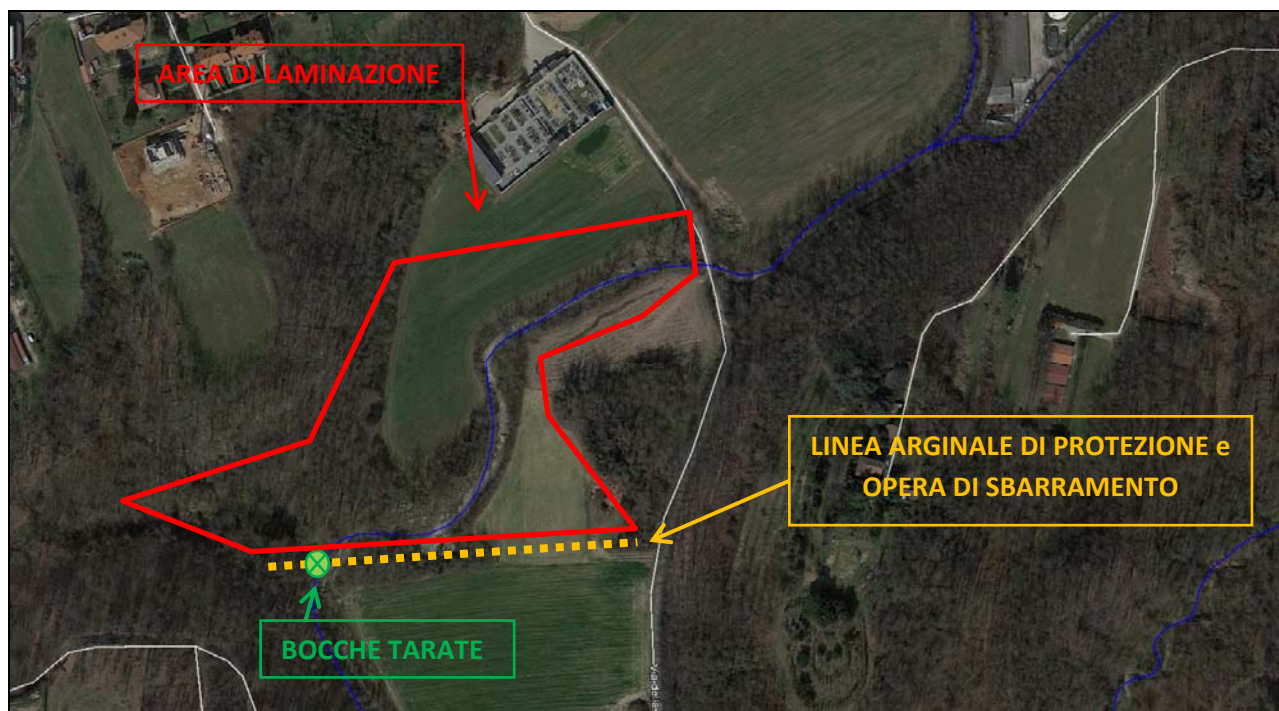 AREA DI LAMINAZIONE
LINEA ARGINALE DI PROTEZIONE e
OPERA DI SBARRAMENTO
BOCCHE TARATE